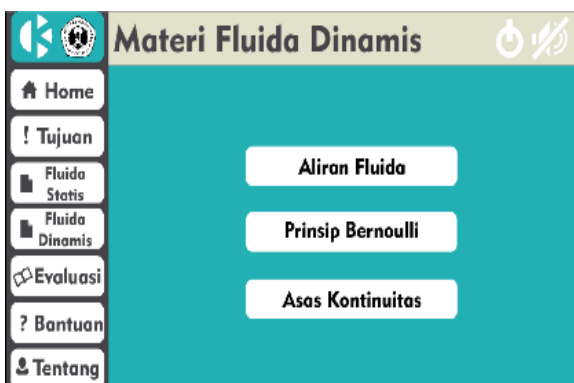 Materi Fluida Dinamis
Home
! Tujuan
Fluida
Statis
Fluida
Dinamis
Evaluasi
? Bantuan
Tentang
Aliran Fluida
Prinsip Bernoulli
Asas Kontinuitas